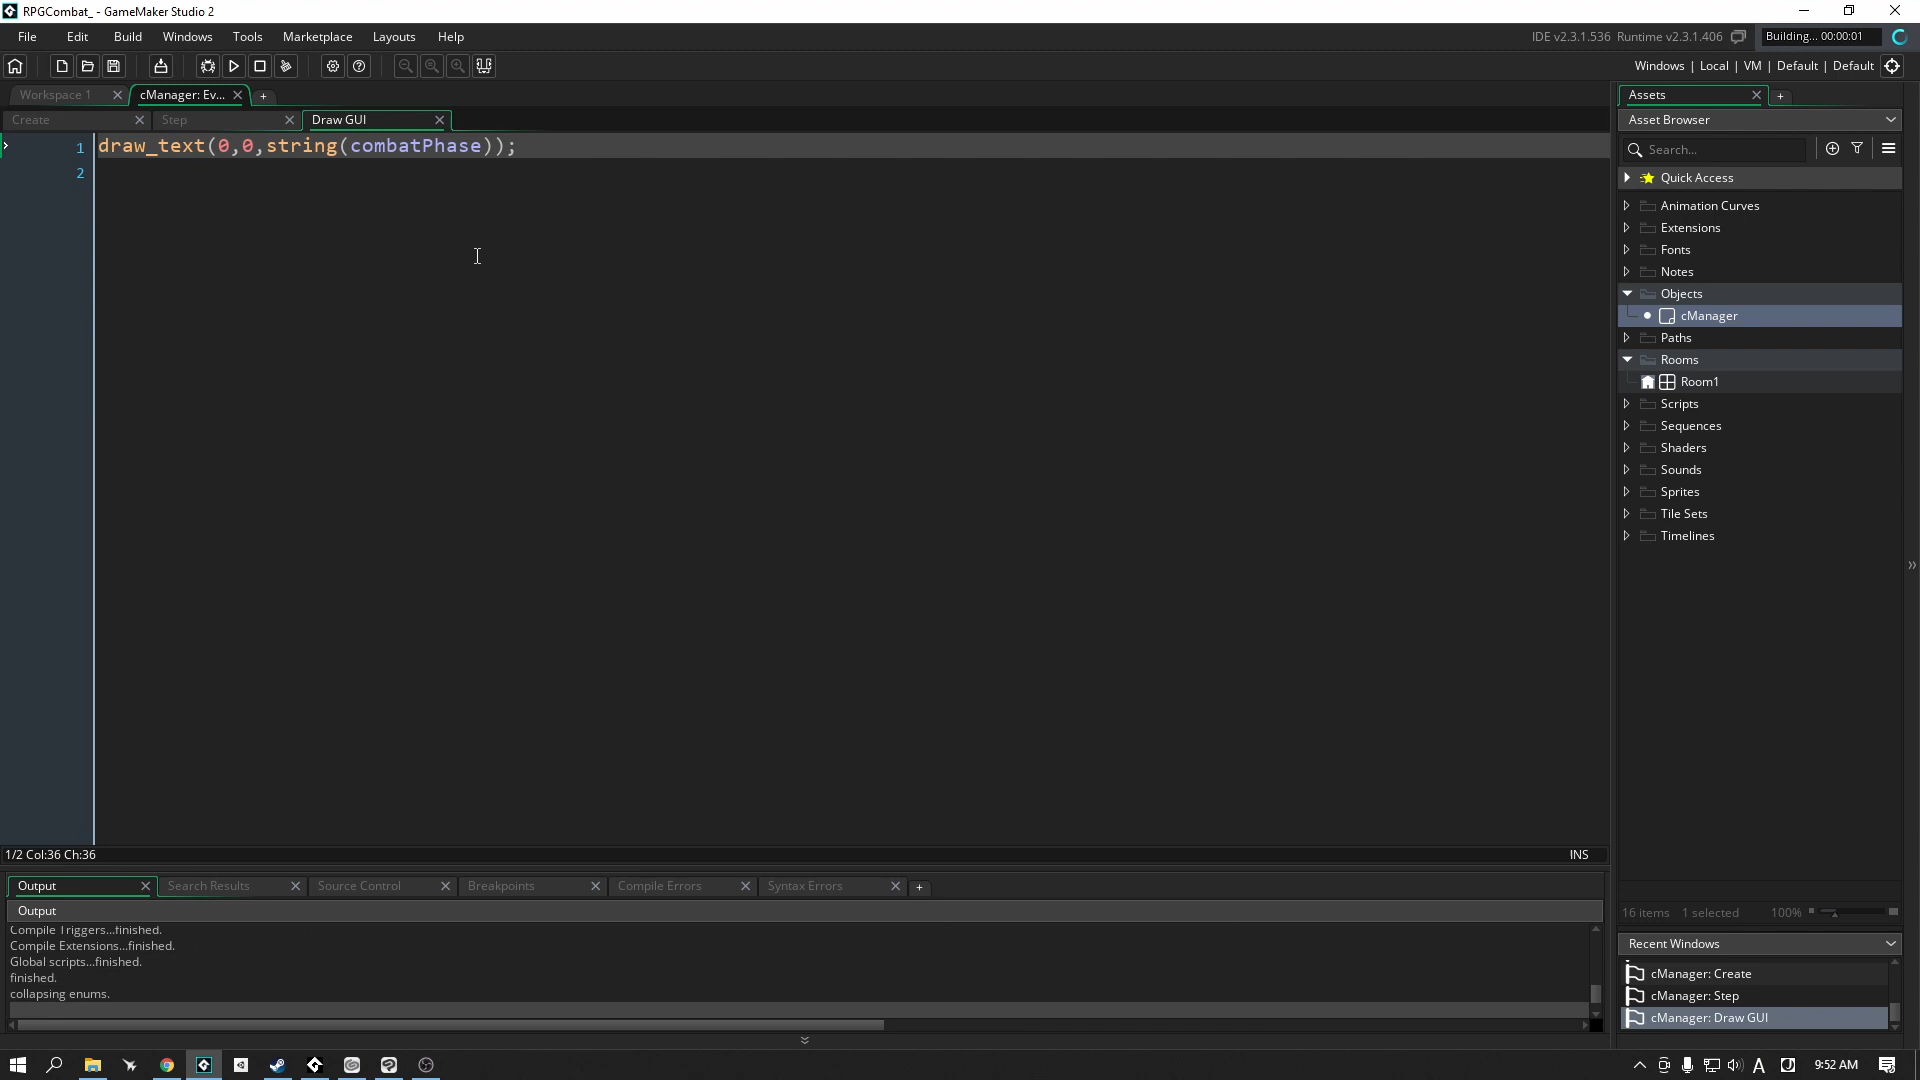 RPGCombat_ - GameMaker Studio 2
File Edit Build Windows Tools Marketplace Layouts Help
IDE v2.3.1.536 Runtime v2.3.1.406 Building... 00:00:01
Windows | Local | VM | Default | Default
Workspace 1 cManager: Ev... +
Create Step Draw GUI
1 draw_text(0,0,string(combatPhase));
2
1/2 Col:36 Ch:36 INS
Output Search Results Source Control Breakpoints Compile Errors Syntax Errors +
Output
Compile Triggers...finished.
Compile Extensions...finished.
Global scripts...finished.
finished.
collapsing enums.
Assets +
Asset Browser
Search...
Quick Access
Animation Curves
Extensions
Fonts
Notes
Objects
cManager
Paths
Rooms
Room1
Scripts
Sequences
Shaders
Sounds
Sprites
Tile Sets
Timelines
16 items 1 selected 100%
Recent Windows
cManager: Create
cManager: Step
cManager: Draw GUI
A 9:52 AM